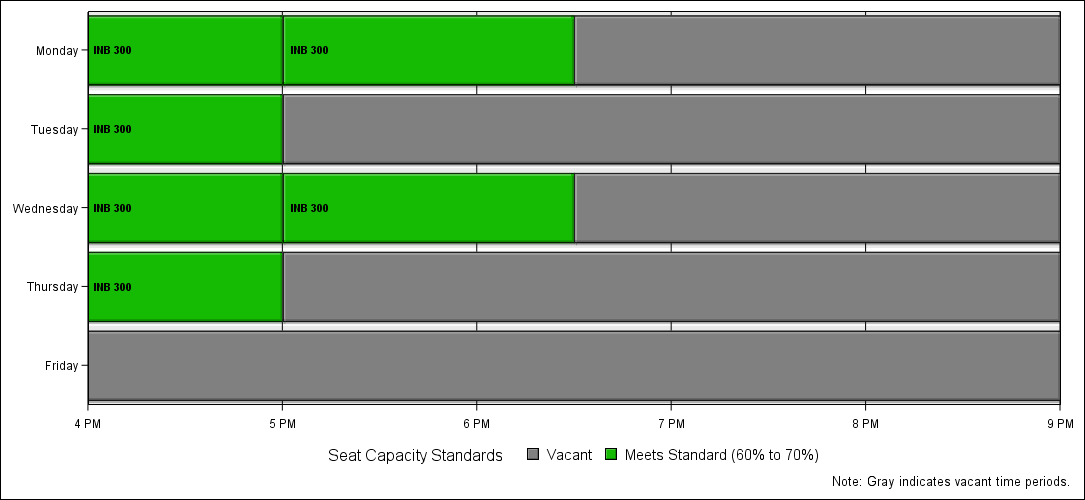 Monday INB 300 INB 300
Tuesday INB 300
Wednesday INB 300 INB 300
Thursday INB 300
Friday
4 PM 5 PM 6 PM 7 PM 8 PM 9 PM
Seat Capacity Standards Vacant Meets Standard (60% to 70%)
Note: Gray indicates vacant time periods.